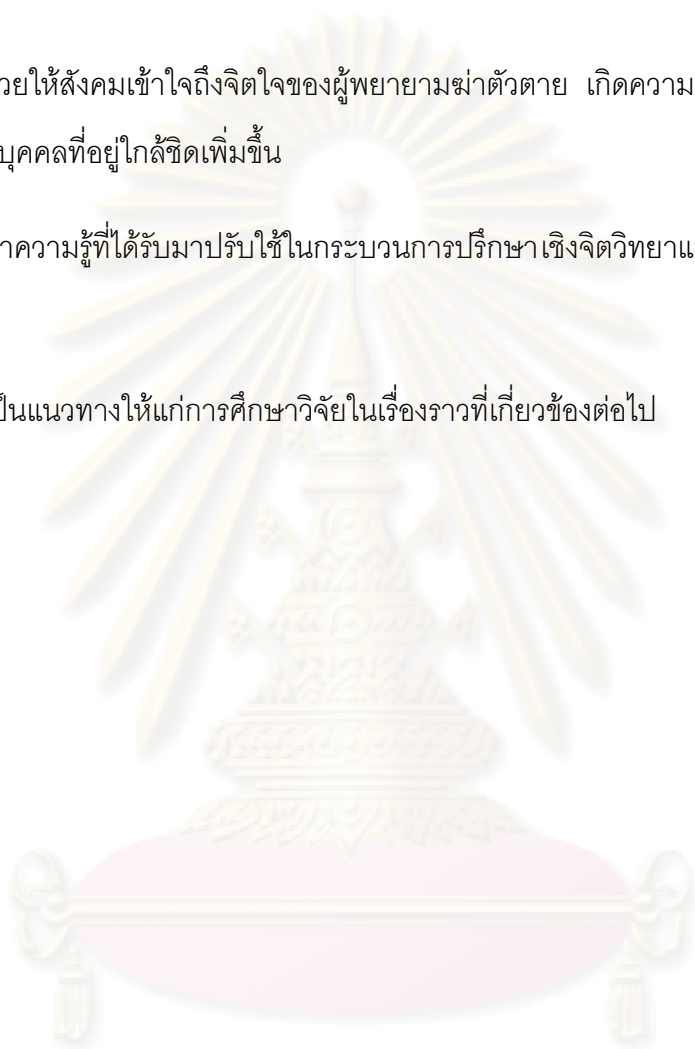 วยให้สังคมเข้าใจถึงจิตใจของผู้พยายามฆ่าตัวตาย เกิดความ
บุคคลที่อยู่ใกล้ชิดเพิ่มขึ้น
าความรู้ที่ได้รับมาปรับใช้ในกระบวนการปรึกษาเชิงจิตวิทยาแ
ป็นแนวทางให้แก่การศึกษาวิจัยในเรื่องราวที่เกี่ยวข้องต่อไป